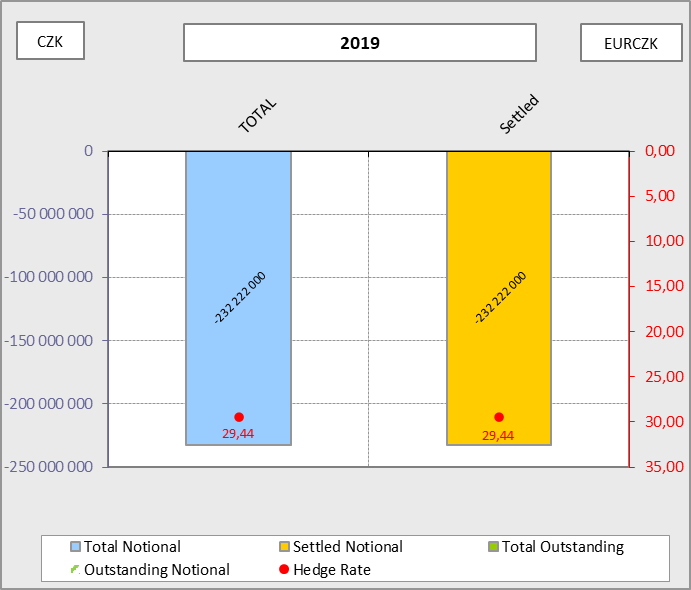 CZK
2019
EURCZK
TOTAL
Settled
0
-50 000 000
-100 000 000
-150 000 000
-200 000 000
-250 000 000
-232 222 000
-232 222 000
29,44
29,44
0,00
5,00
10,00
15,00
20,00
25,00
30,00
35,00
Total Notional
Settled Notional
Total Outstanding
Outstanding Notional
Hedge Rate